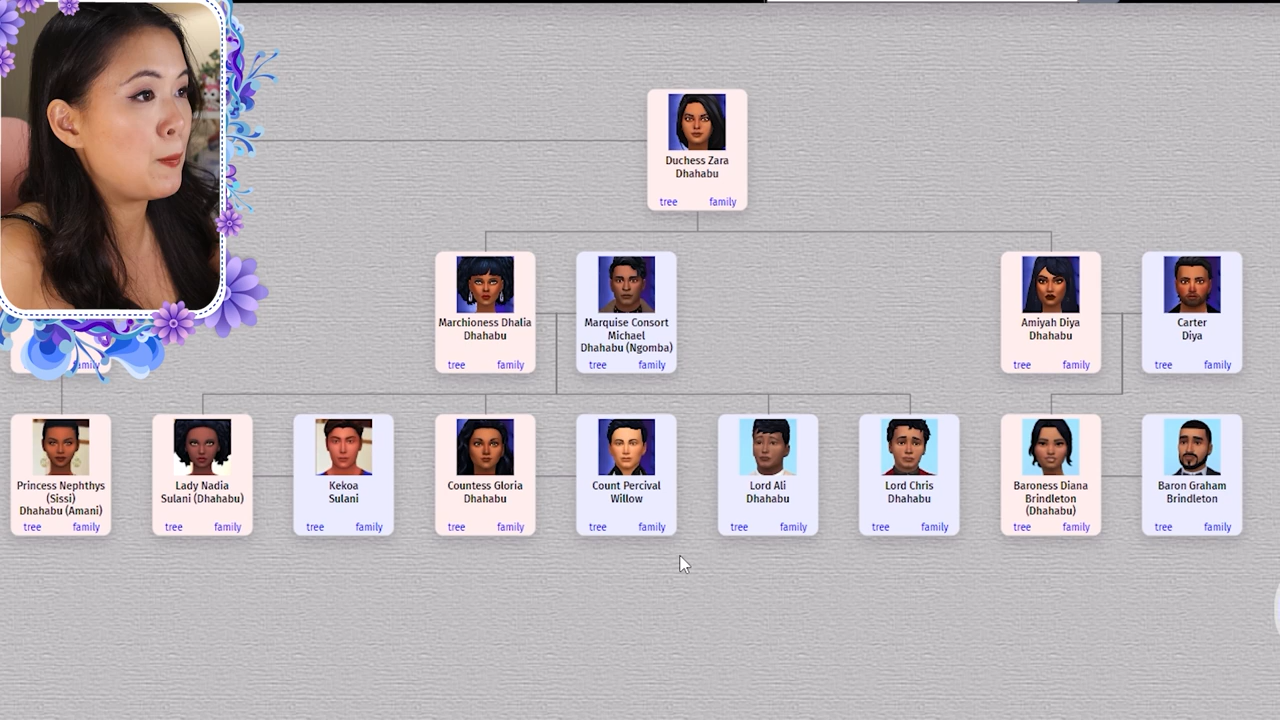 Duchess Zara
Dhahabu
tree family
Marchioness Dhalia
Dhahabu
tree family
Marquise Consort
Michael
Dhahabu (Ngomba)
tree family
Amiyah Diya
Dhahabu
tree family
Carter
Diya
tree family
family
Princess Nephthys
(Sissi)
Dhahabu (Amani)
tree family
Lady Nadia
Sulani (Dhahabu)
tree family
Kekoa
Sulani
tree family
Countess Gloria
Dhahabu
tree family
Count Percival
Willow
tree family
Lord Ali
Dhahabu
tree family
Lord Chris
Dhahabu
tree family
Baroness Diana
Brindleton
(Dhahabu)
tree family
Baron Graham
Brindleton
tree family